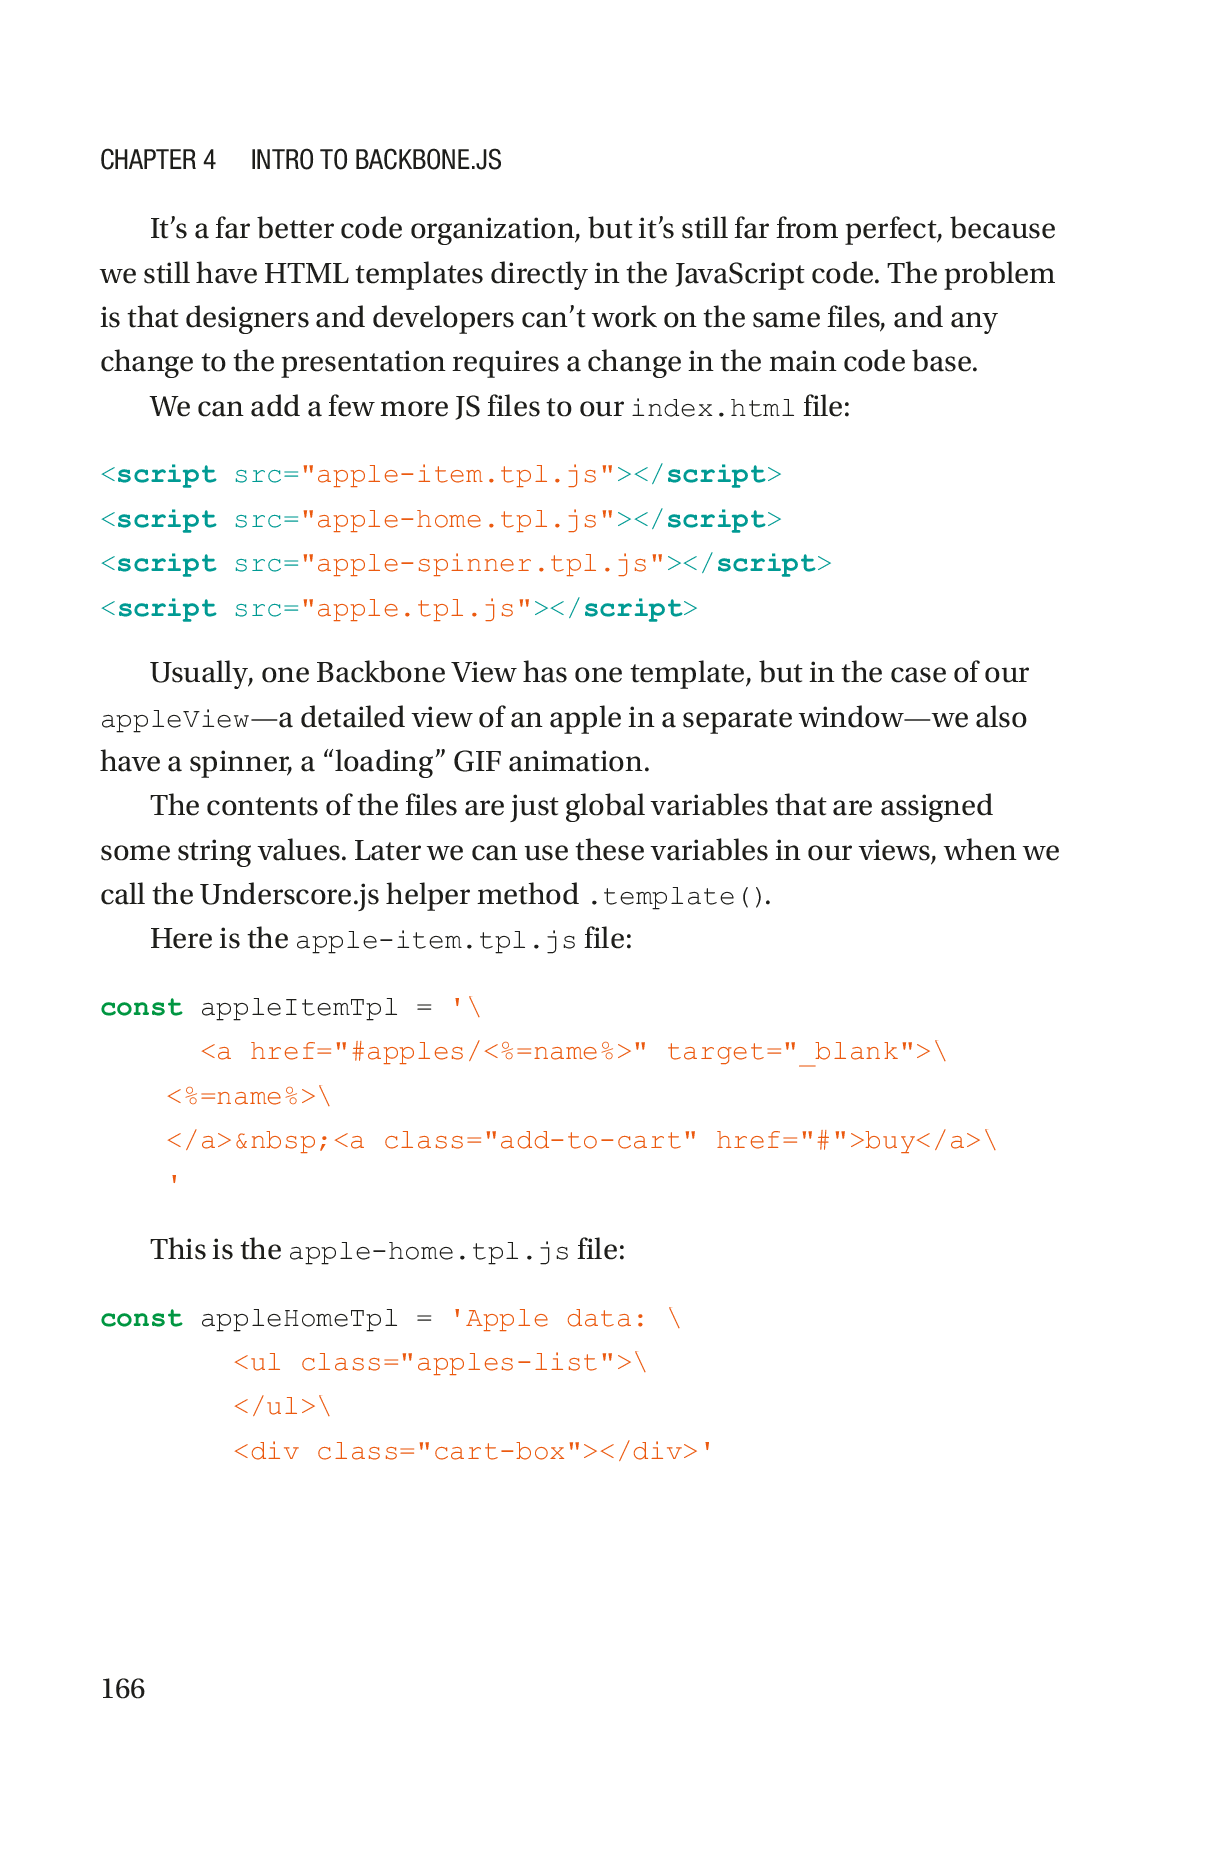 CHAPTER 4 INTRO TO BACKBONE.JS
It’s a far better code organization, but it’s still far from perfect, because
we still have HTML templates directly in the JavaScript code. The problem
is that designers and developers can’t work on the same files, and any
change to the presentation requires a change in the main code base.
We can add a few more JS files to our index.html file:
<script src="apple-item.tpl.js"></script>
<script src="apple-home.tpl.js"></script>
<script src="apple-spinner.tpl.js"></script>
<script src="apple.tpl.js"></script>
Usually, one Backbone View has one template, but in the case of our
appleView—a detailed view of an apple in a separate window—we also
have a spinner, a “loading” GIF animation.
The contents of the files are just global variables that are assigned
some string values. Later we can use these variables in our views, when we
call the Underscore.js helper method .template().
Here is the apple-item.tpl.js file:
const appleItemTpl = '\
<a href="#apples/<%=name%>" target="_blank">\
<%=name%>\
</a>&nbsp;<a class="add-to-cart" href="#">buy</a>\
'
This is the apple-home.tpl.js file:
const appleHomeTpl = 'Apple data: \
<ul class="apples-list">\
</ul>\
<div class="cart-box"></div>'
166